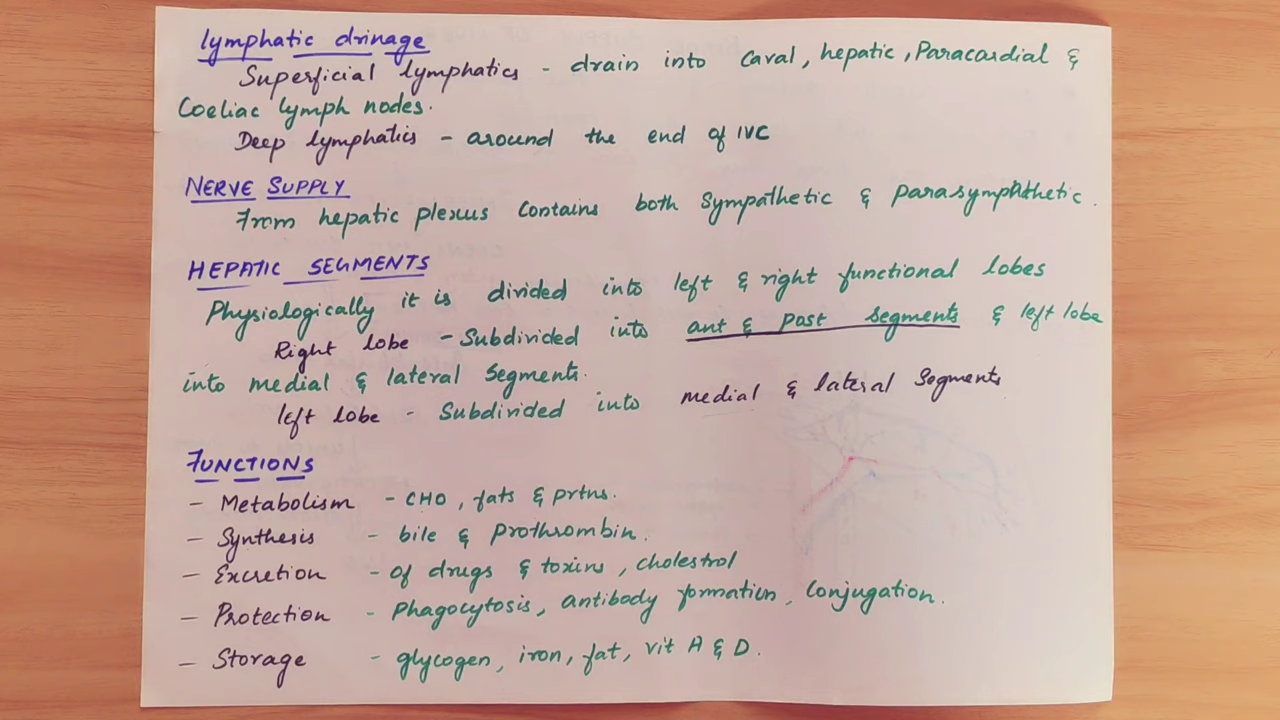 lymphatic drinage
Superficial lymphatics - drain into Caval, hepatic, Paracardial &
Coeliac lymph nodes.
Deep lymphatics - around the end of IVC
NERVE SUPPLY
From hepatic plexus Contains both Sympathetic & parasymphthetic.
HEPATIC SEGMENTS
Physiologically it is divided into left & right functional lobes
Right lobe - Subdivided into ant & post segments & left lobe
into medial & lateral Segments.
left lobe - Subdivided into medial & lateral Segments
FUNCTIONS
- Metabolism - CHO, fats & prtns.
- Synthesis - bile & Prothrombin.
- Excretion - Of drugs & toxins, cholestrol
- Protection - Phagocytosis, antibody formation, Conjugation.
- Storage - glycogen, iron, fat, vit A & D.